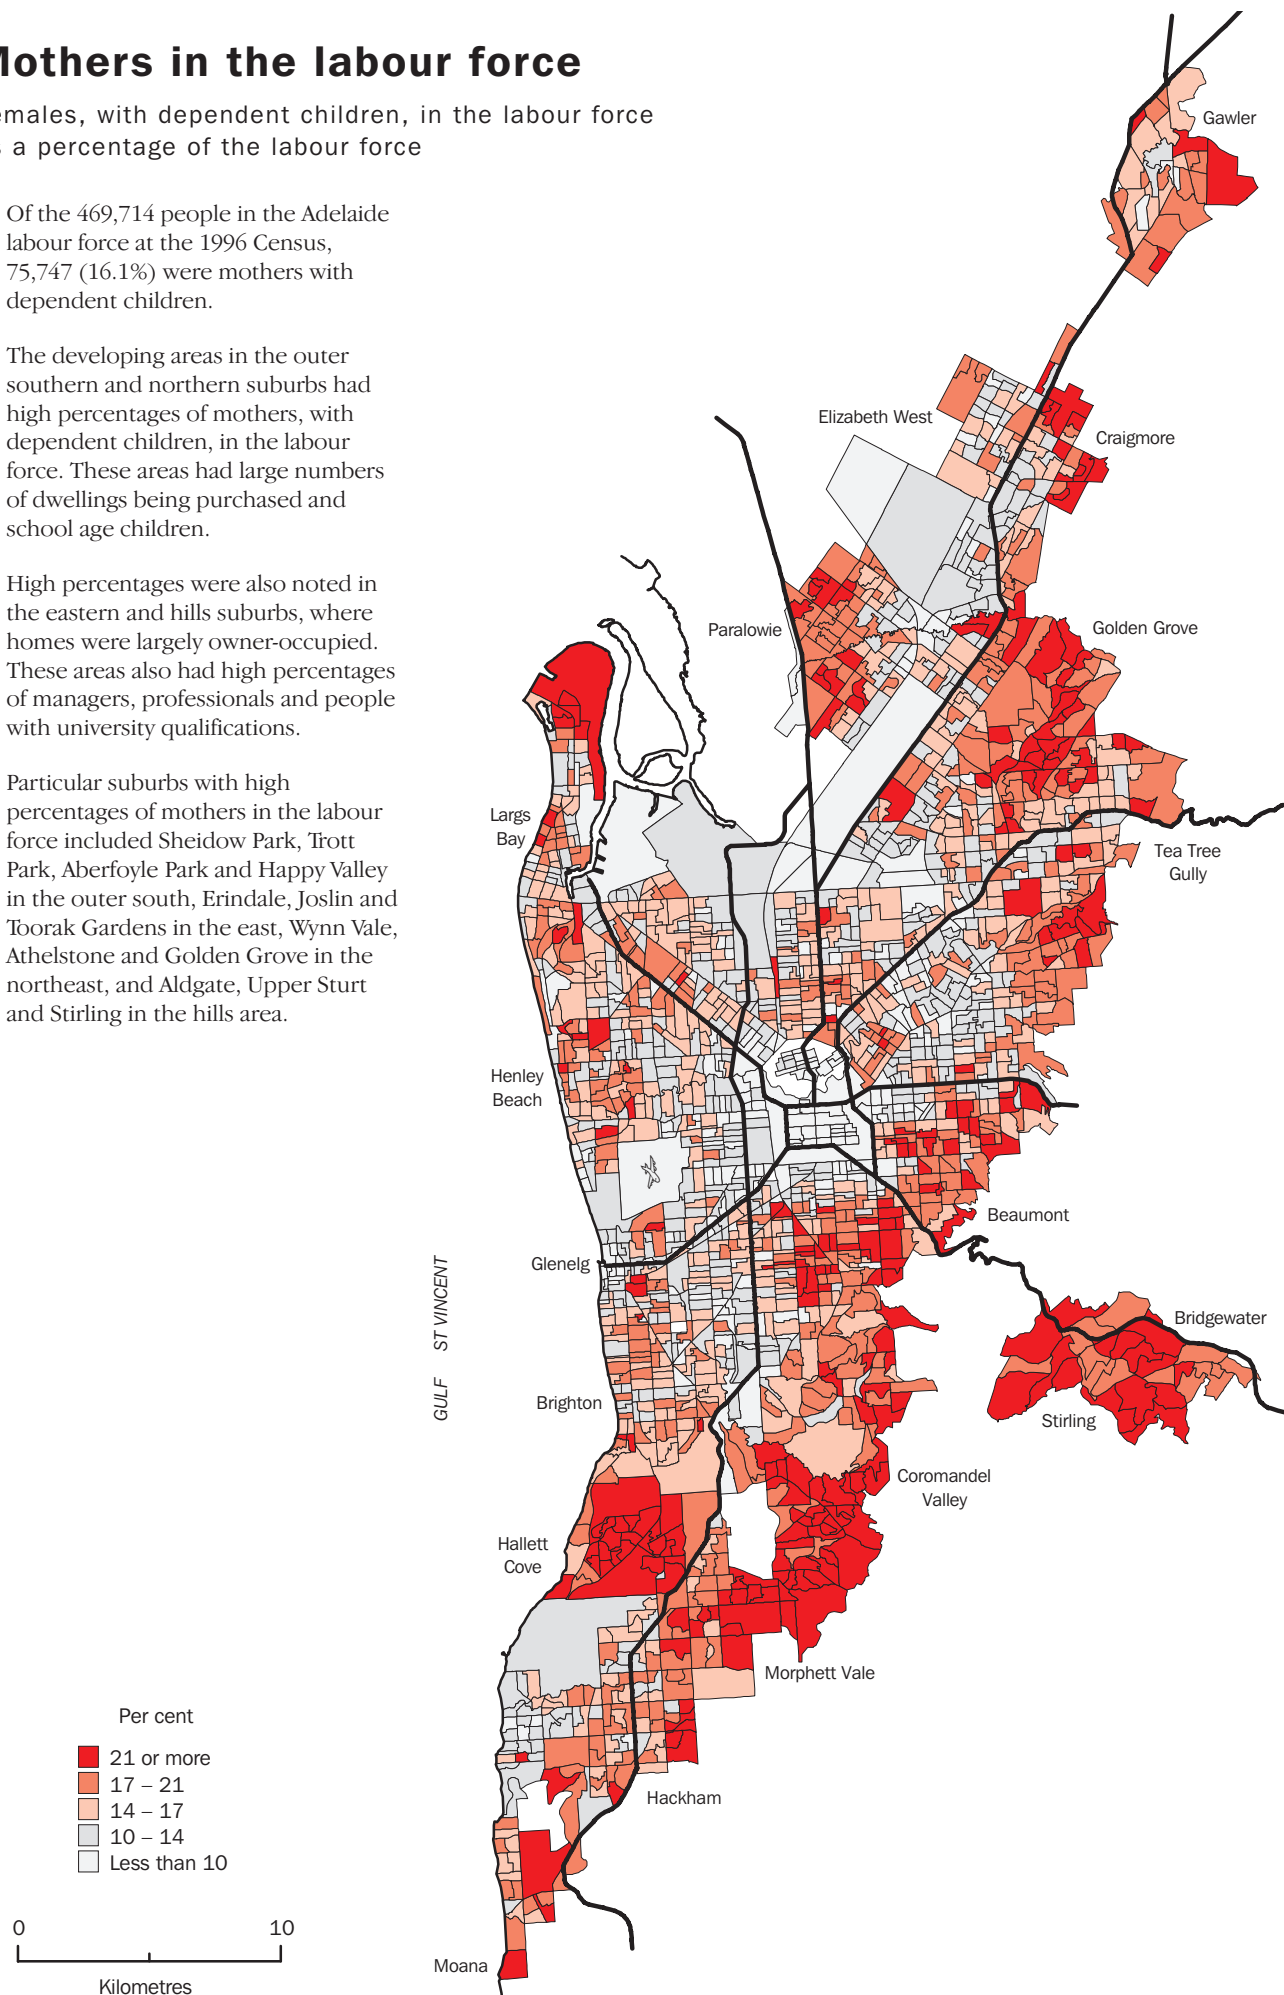 Mothers in the labour force
emales, with dependent children, in the labour force
s a percentage of the labour force
Of the 469,714 people in the Adelaide
labour force at the 1996 Census,
75,747 (16.1%) were mothers with
dependent children.
The developing areas in the outer
southern and northern suburbs had
high percentages of mothers, with
dependent children, in the labour
force. These areas had large numbers
of dwellings being purchased and
school age children.
High percentages were also noted in
the eastern and hills suburbs, where
homes were largely owner-occupied.
These areas also had high percentages
of managers, professionals and people
with university qualifications.
Particular suburbs with high
percentages of mothers in the labour
force included Sheidow Park, Trott
Park, Aberfoyle Park and Happy Valley
in the outer south, Erindale, Joslin and
Toorak Gardens in the east, Wynn Vale,
Athelstone and Golden Grove in the
northeast, and Aldgate, Upper Sturt
and Stirling in the hills area.
Gawler
Elizabeth West
Craigmore
Paralowie
Golden Grove
Largs
Bay
Tea Tree
Gully
Henley
Beach
Beaumont
Glenelg
GULF ST VINCENT
Bridgewater
Brighton
Stirling
Coromandel
Valley
Hallett
Cove
Morphett Vale
Hackham
Moana
Per cent
21 or more
17 – 21
14 – 17
10 – 14
Less than 10
0 10
Kilometres